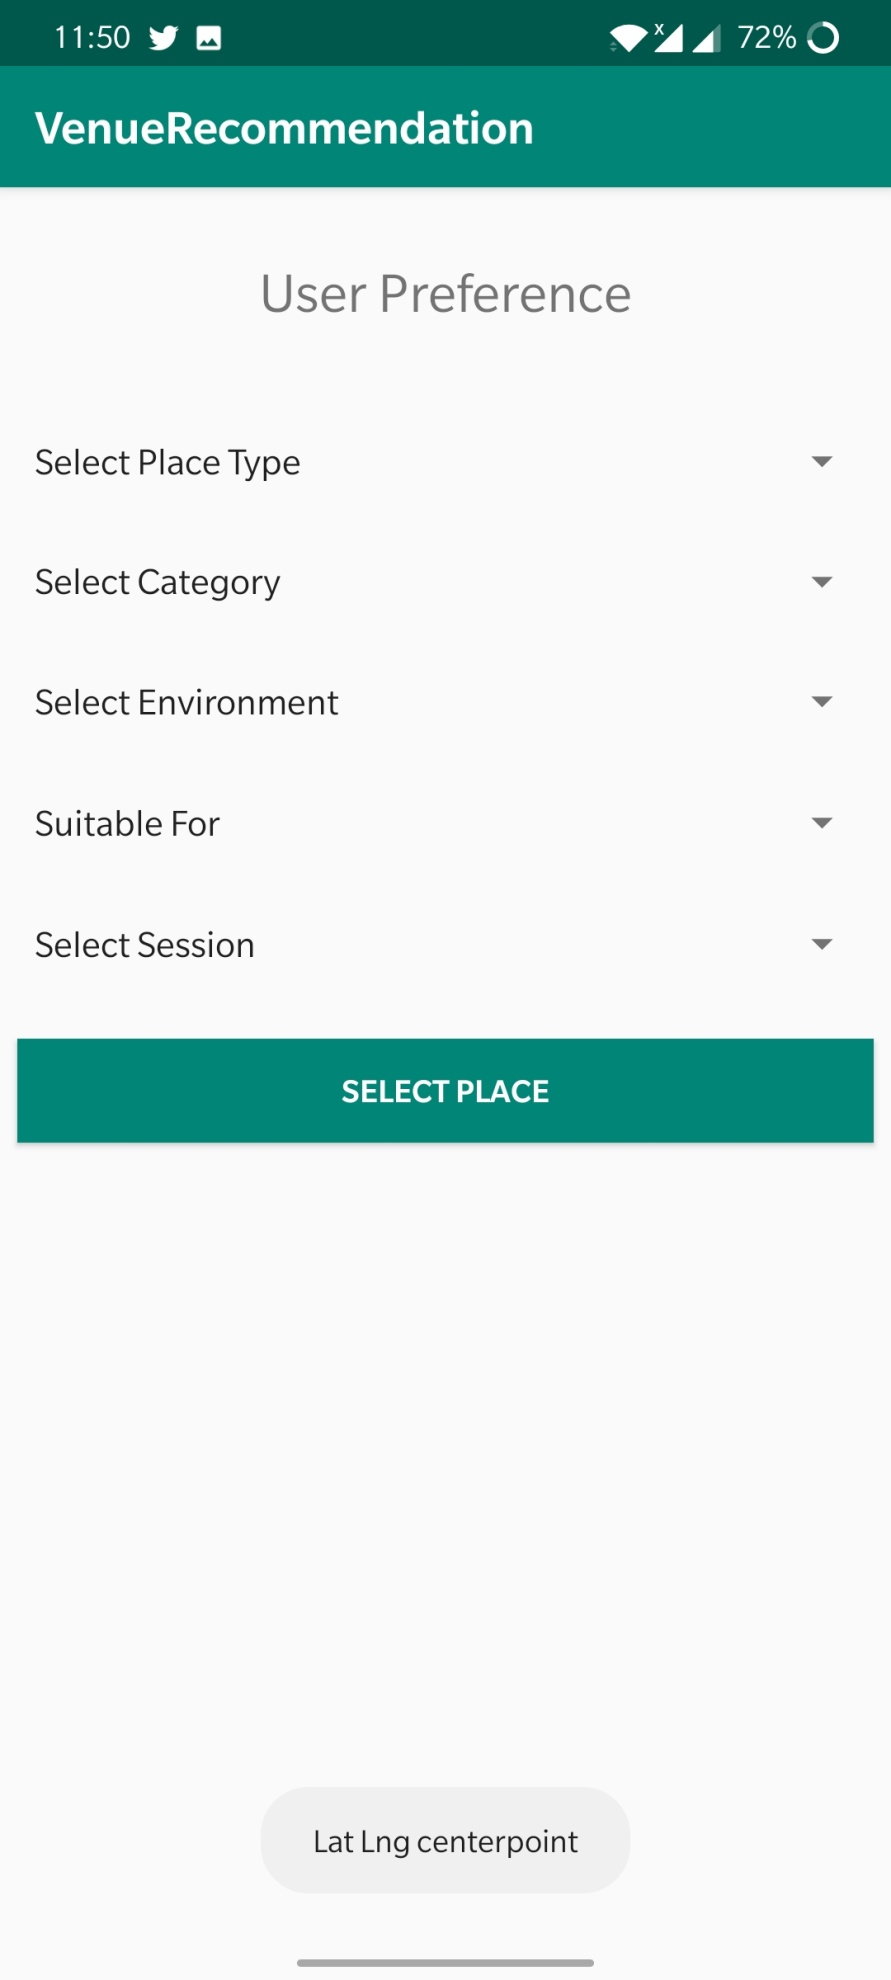 11:50
72%
VenueRecommendation
User Preference
Select Place Type
Select Category
Select Environment
Suitable For
Select Session
SELECT PLACE
Lat Lng centerpoint